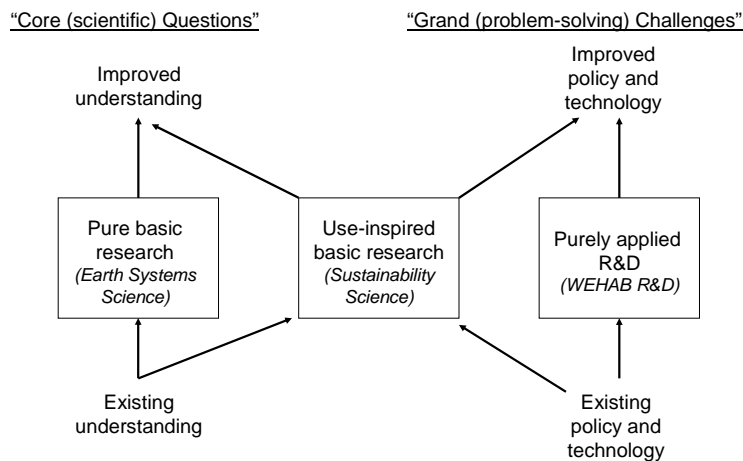 “Core (scientific) Questions”
“Grand (problem-solving) Challenges”
Improved
understanding
Improved
policy and
technology
Pure basic
research
(Earth Systems
Science)
Use-inspired
basic research
(Sustainability
Science)
Purely applied
R&D
(WEHAB R&D)
Existing
understanding
Existing
policy and
technology